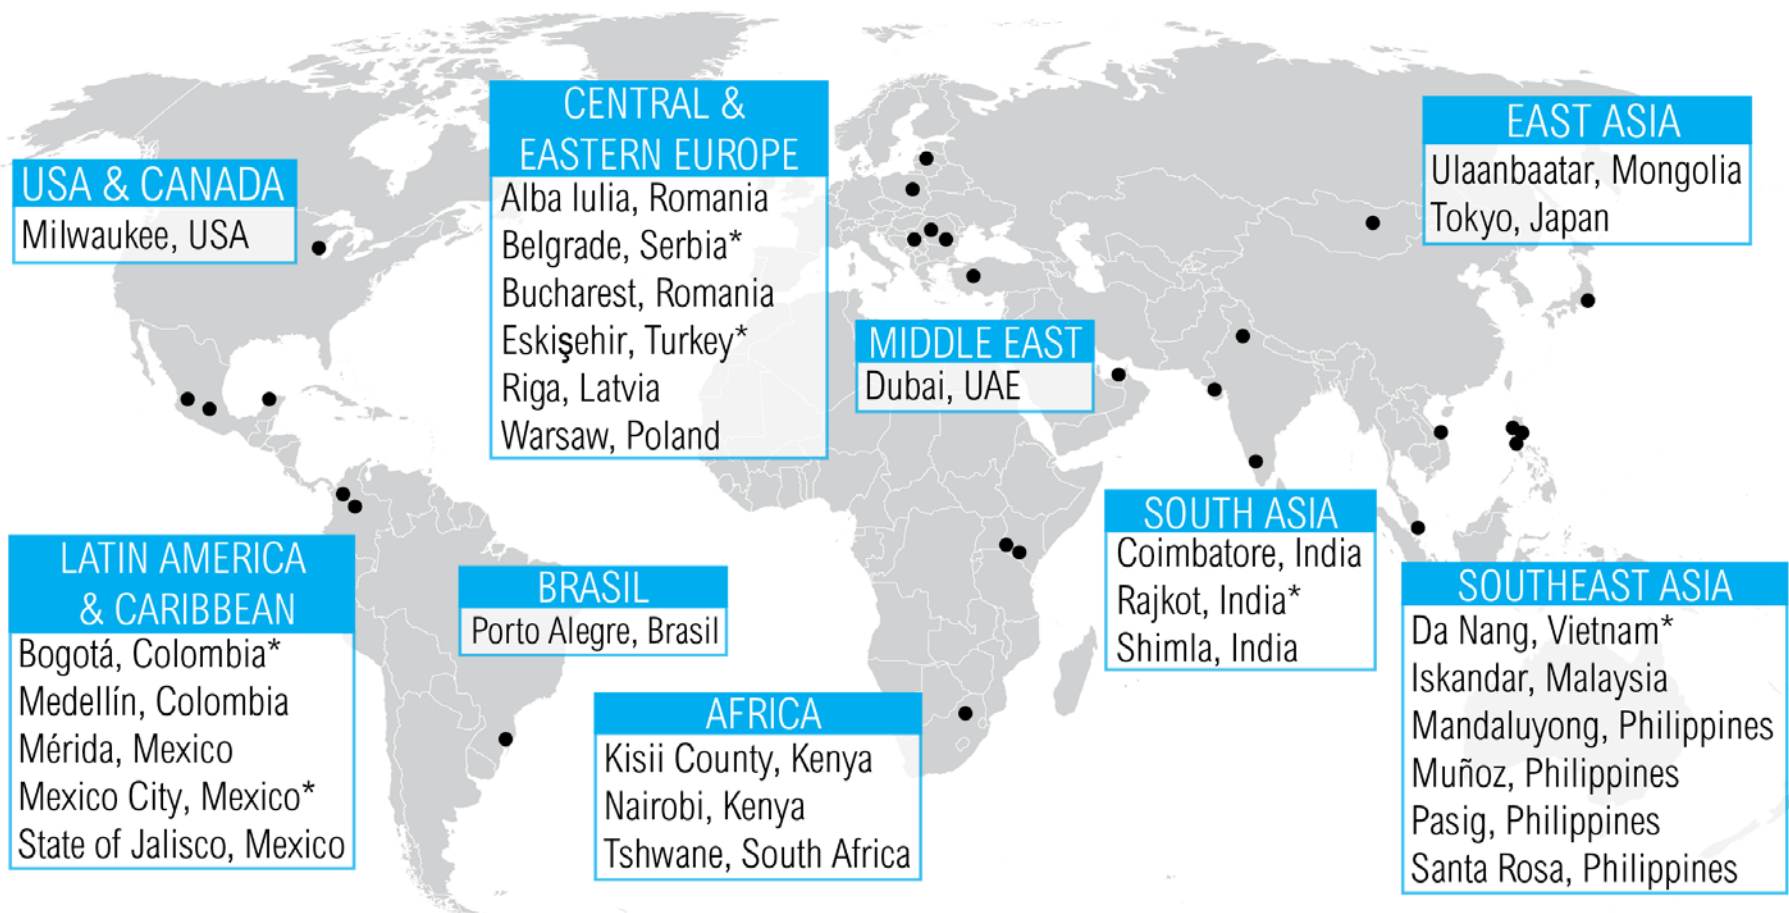 USA & CANADA
Milwaukee, USA
CENTRAL &
EASTERN EUROPE
Alba Iulia, Romania
Belgrade, Serbia*
Bucharest, Romania
Eskişehir, Turkey*
Riga, Latvia
Warsaw, Poland
EAST ASIA
Ulaanbaatar, Mongolia
Tokyo, Japan
MIDDLE EAST
Dubai, UAE
LATIN AMERICA
& CARIBBEAN
Bogotá, Colombia*
Medellín, Colombia
Mérida, Mexico
Mexico City, Mexico*
State of Jalisco, Mexico
BRASIL
Porto Alegre, Brasil
AFRICA
Kisii County, Kenya
Nairobi, Kenya
Tshwane, South Africa
SOUTH ASIA
Coimbatore, India
Rajkot, India*
Shimla, India
SOUTHEAST ASIA
Da Nang, Vietnam*
Iskandar, Malaysia
Mandaluyong, Philippines
Muñoz, Philippines
Pasig, Philippines
Santa Rosa, Philippines